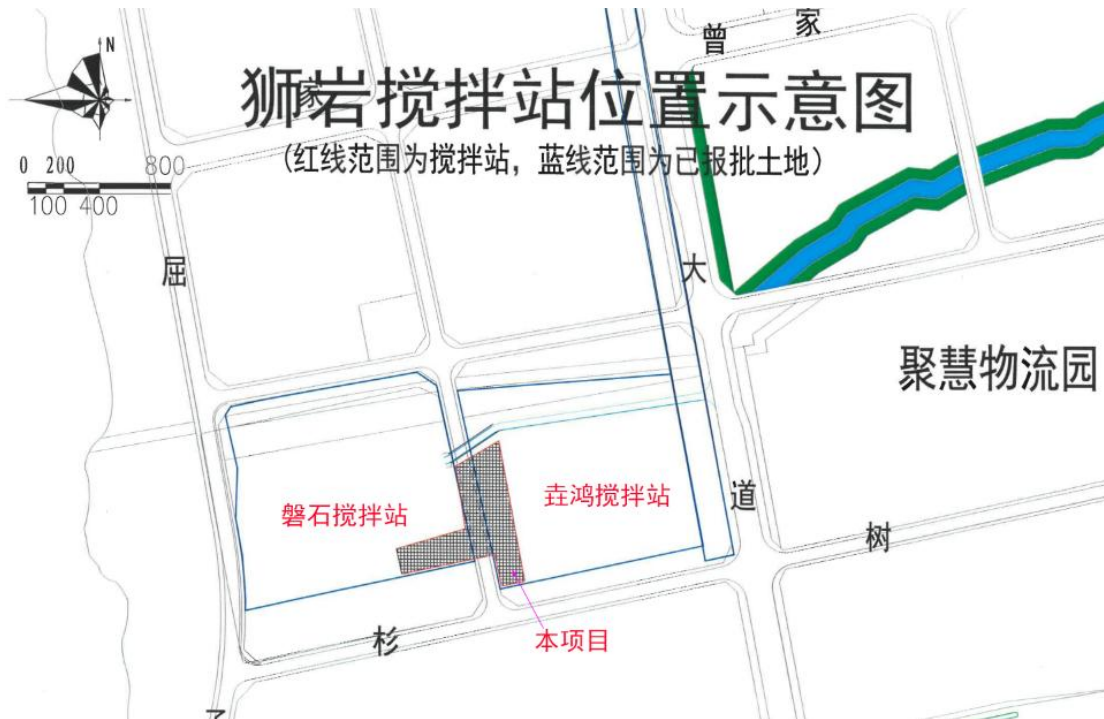 N
曾
家
家
狮岩搅拌站位置示意图
(红线范围为搅拌站，蓝线范围为已报批土地)
0 200 800
100 400
屈
大
聚慧物流园
磐石搅拌站
垚鸿搅拌站
道
树
杉
本项目